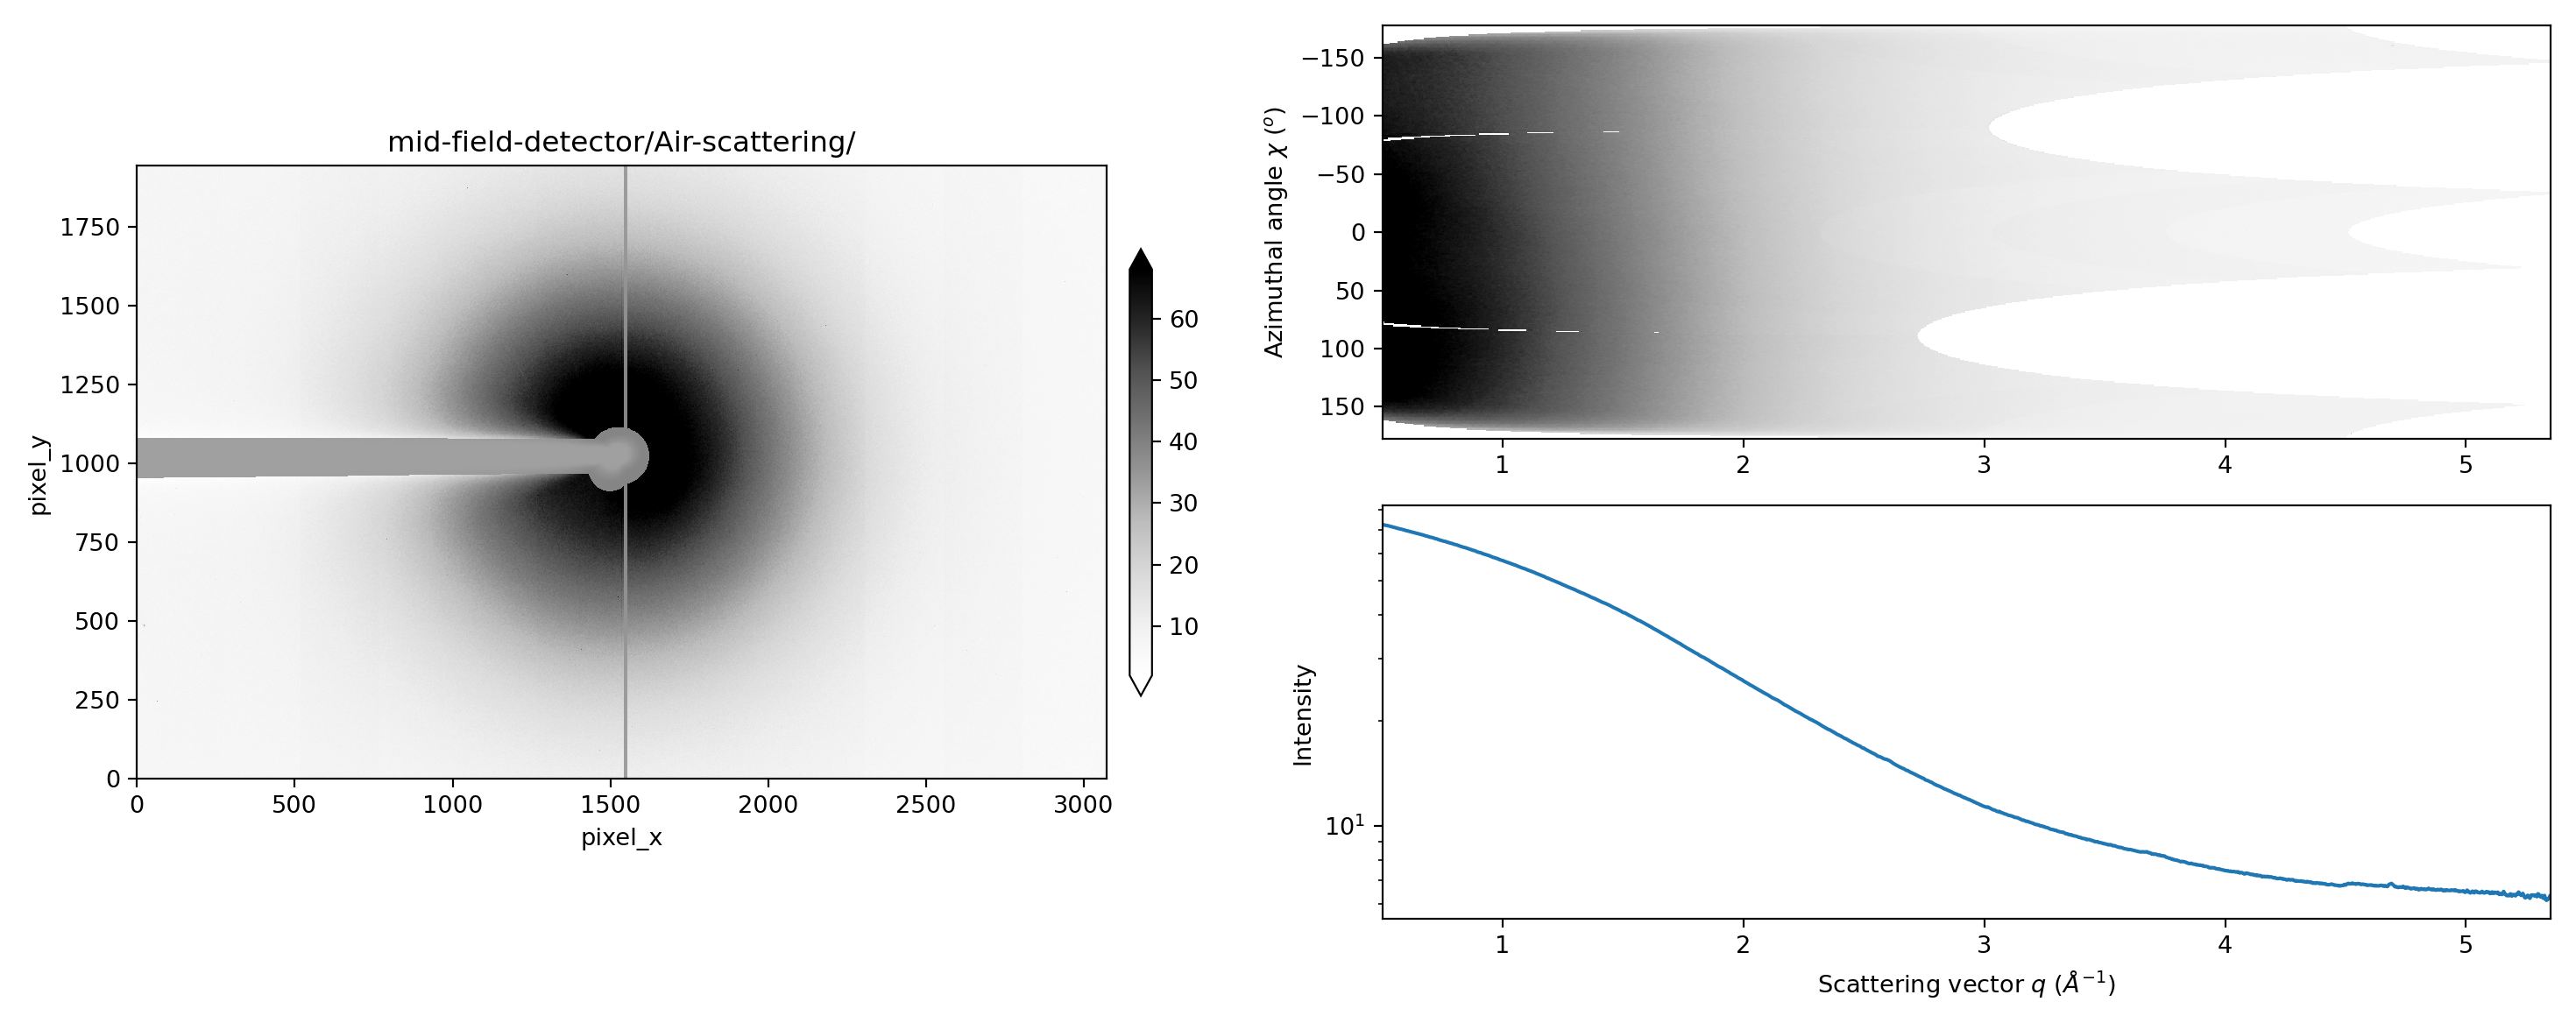 mid-field-detector/Air-scattering/
pixel_y
1750
1500
1250
1000
750
500
250
0
0 500 1000 1500 2000 2500 3000
pixel_x
60
50
40
30
20
10
Azimuthal angle χ (°)
−150
−100
−50
0
50
100
150
1 2 3 4 5
Intensity
10¹
1 2 3 4 5
Scattering vector q (Å⁻¹)